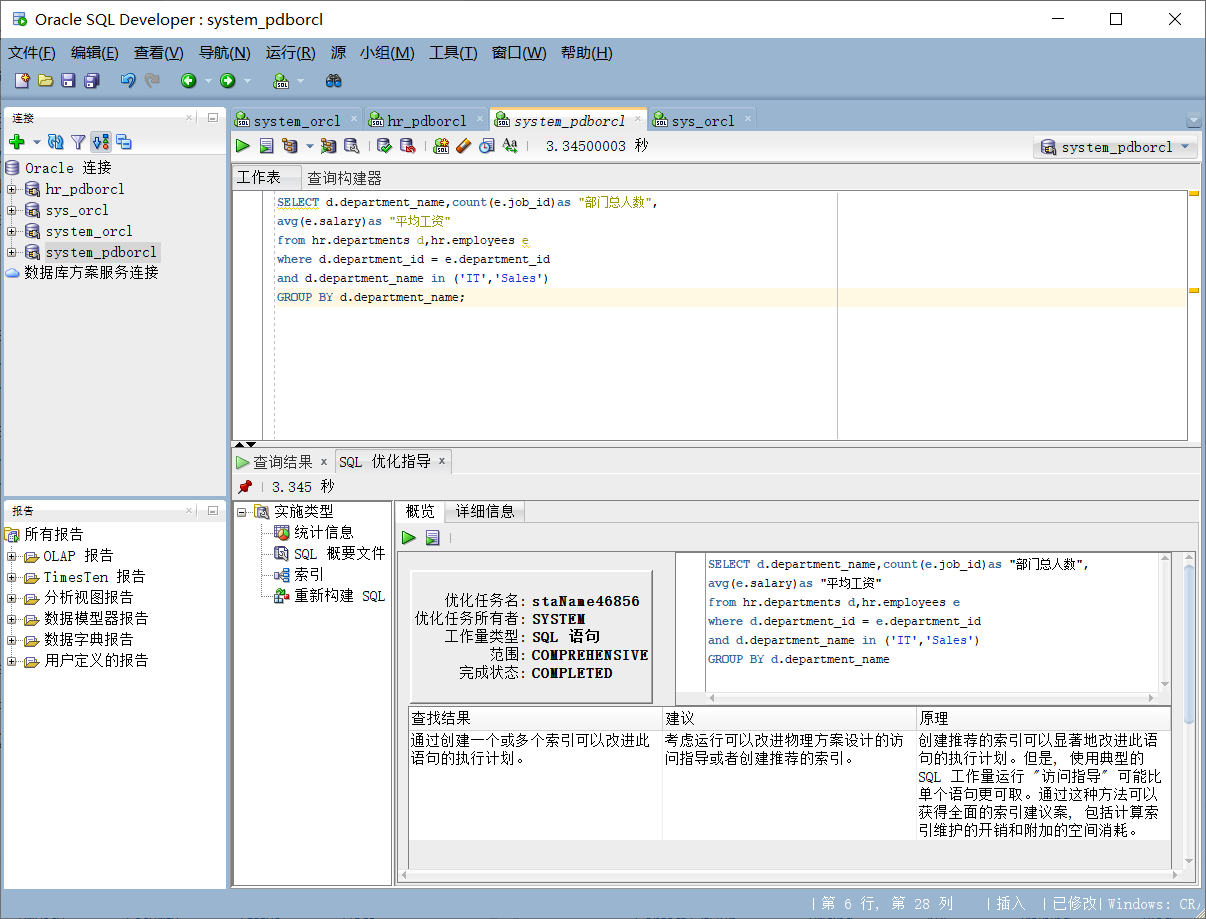 Oracle SQL Developer : system_pdborcl
文件(F) 编辑(E) 查看(V) 导航(N) 运行(R) 源 小组(M) 工具(T) 窗口(W) 帮助(H)
连接
Oracle 连接
hr_pdborcl
sys_orcl
system_orcl
system_pdborcl
数据库方案服务连接
报告
所有报告
OLAP 报告
TimesTen 报告
分析视图报告
数据模型器报告
数据字典报告
用户定义的报告
system_orcl hr_pdborcl system_pdborcl sys_orcl
3.34500003 秒 system_pdborcl
工作表 查询构建器
SELECT d.department_name,count(e.job_id)as "部门总人数",
avg(e.salary)as "平均工资"
from hr.departments d,hr.employees e
where d.department_id = e.department_id
and d.department_name in ('IT','Sales')
GROUP BY d.department_name;
查询结果 SQL 优化指导
3.345 秒
实施类型
统计信息
SQL 概要文件
索引
重新构建 SQL
概览 详细信息
优化任务名: staName46856
优化任务所有者: SYSTEM
工作量类型: SQL 语句
范围: COMPREHENSIVE
完成状态: COMPLETED
SELECT d.department_name,count(e.job_id)as "部门总人数",
avg(e.salary)as "平均工资"
from hr.departments d,hr.employees e
where d.department_id = e.department_id
and d.department_name in ('IT','Sales')
GROUP BY d.department_name
查找结果 建议 原理
通过创建一个或多个索引可以改进此
语句的执行计划。
考虑运行可以改进物理方案设计的访
问指导或者创建推荐的索引。
创建推荐的索引可以显著地改进此语
句的执行计划。但是, 使用典型的
SQL 工作量运行 "访问指导" 可能比
单个语句更可取。通过这种方法可以
获得全面的索引建议案, 包括计算索
引维护的开销和附加的空间消耗。
第 6 行, 第 28 列 | 插入 | 已修改| Windows: CR/